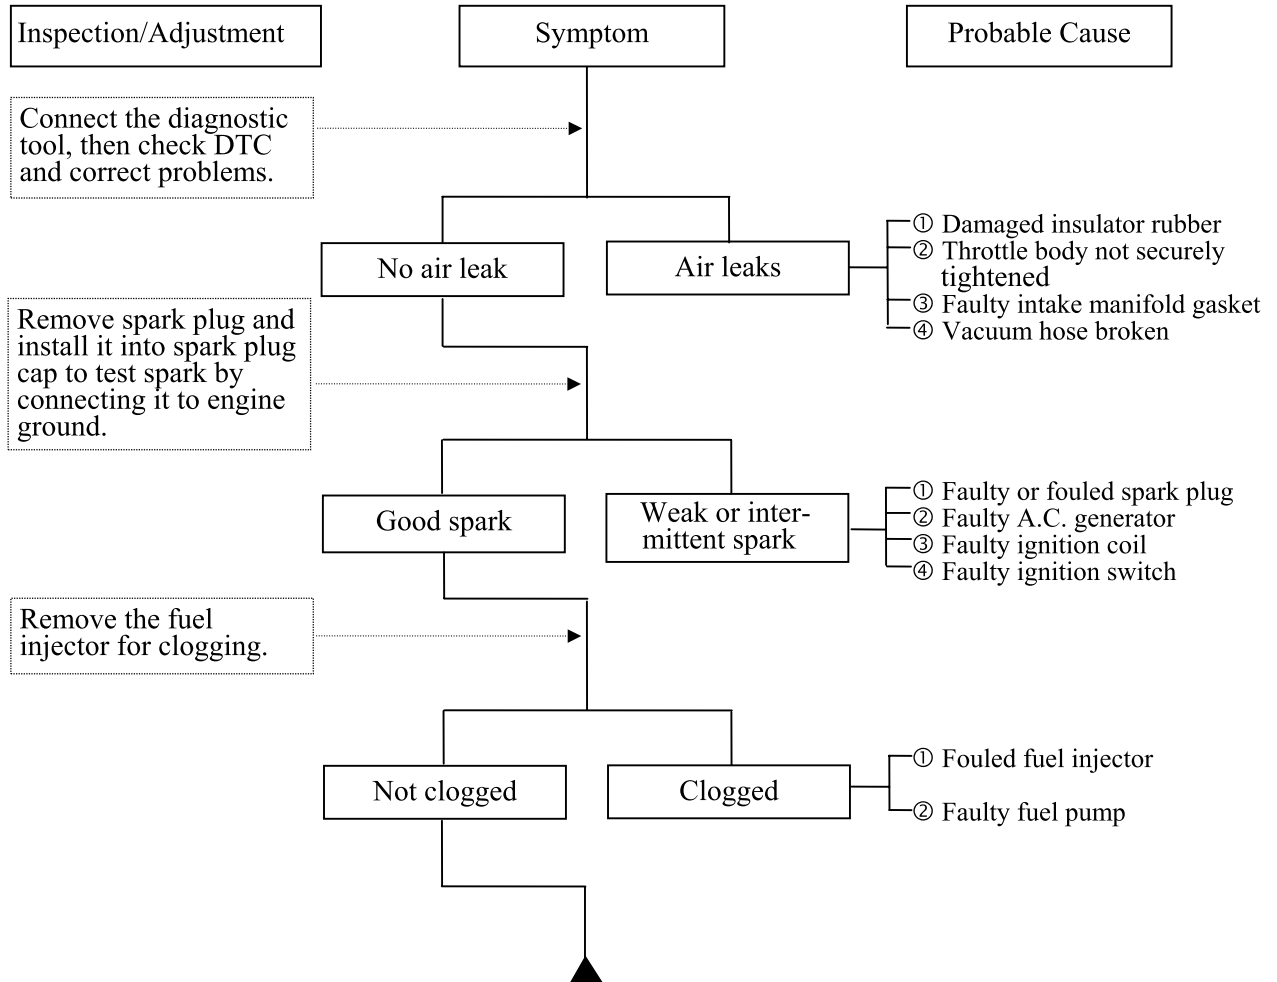 Inspection/Adjustment
Symptom
Probable Cause
Connect the diagnostic
tool, then check DTC
and correct problems.
No air leak
Air leaks
① Damaged insulator rubber
② Throttle body not securely
tightened
③ Faulty intake manifold gasket
④ Vacuum hose broken
Remove spark plug and
install it into spark plug
cap to test spark by
connecting it to engine
ground.
Good spark
Weak or inter-
mittent spark
① Faulty or fouled spark plug
② Faulty A.C. generator
③ Faulty ignition coil
④ Faulty ignition switch
Remove the fuel
injector for clogging.
Not clogged
Clogged
① Fouled fuel injector
② Faulty fuel pump